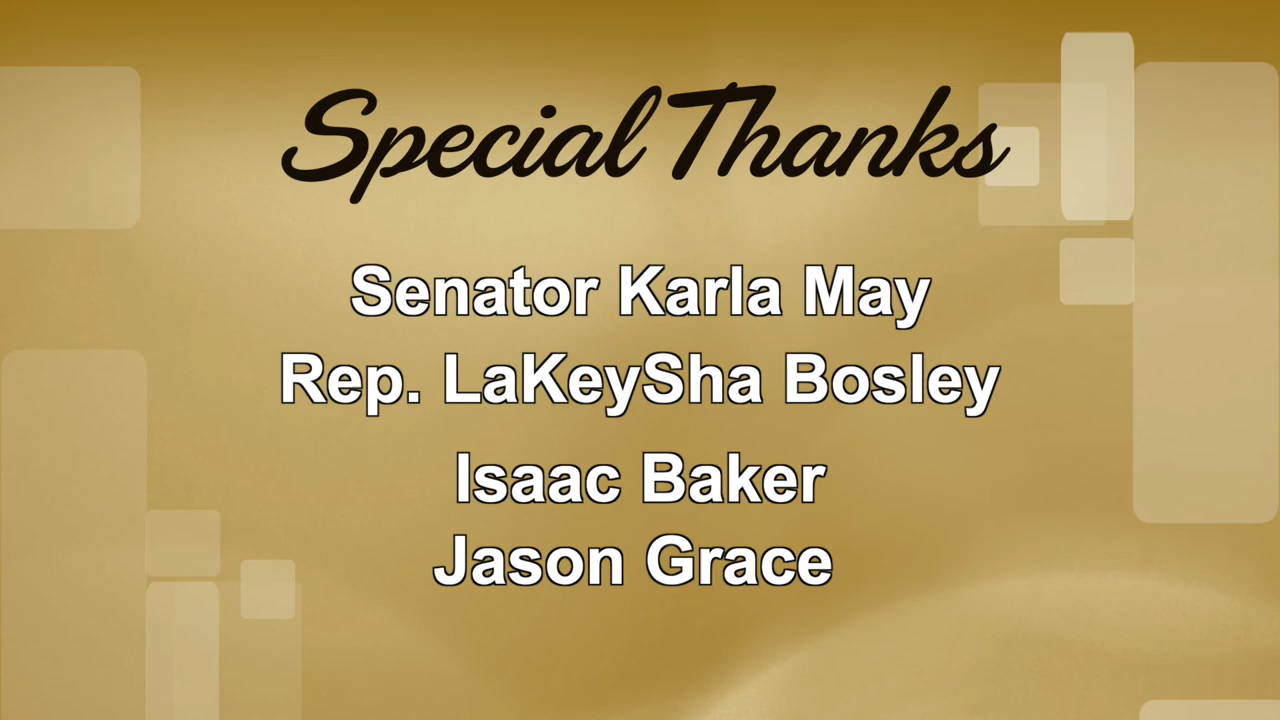 Special Thanks
Senator Karla May
Rep. LaKeySha Bosley
Isaac Baker
Jason Grace